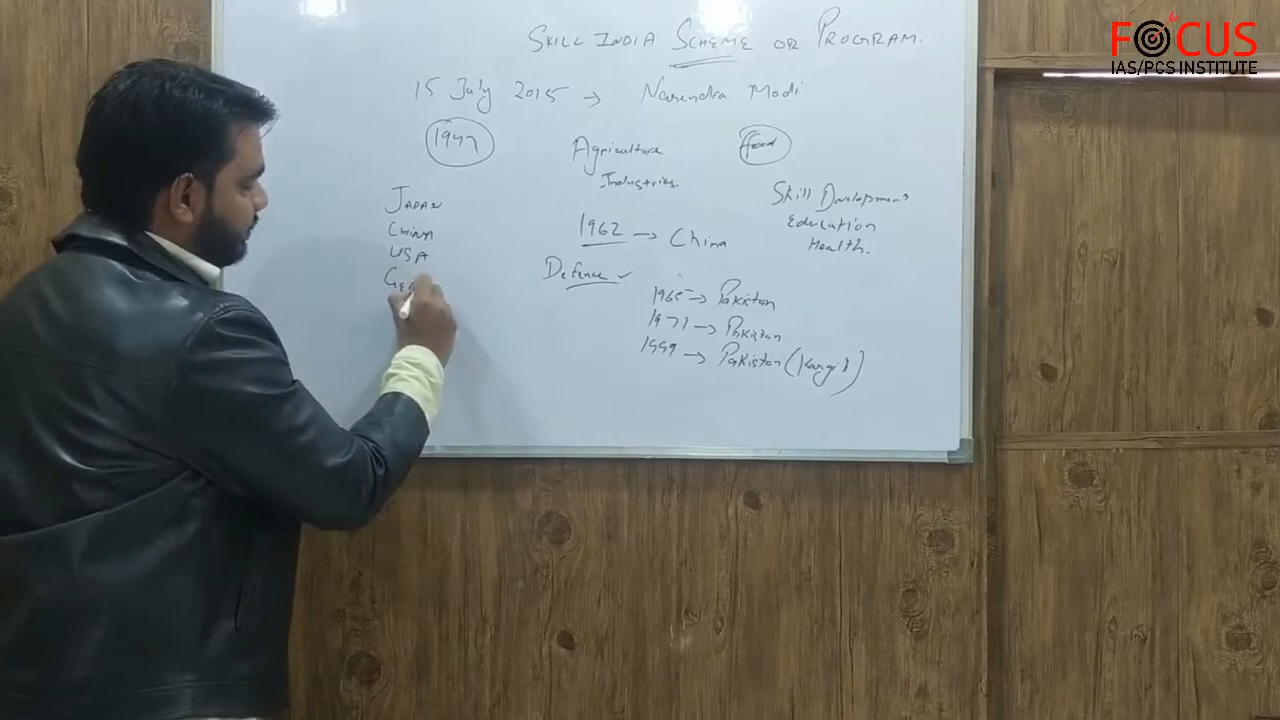 FOCUS
IAS/PCS INSTITUTE
SKILL INDIA SCHEME OR PROGRAM.
15 July 2015 → Narendra Modi
1947 Agriculture food
Industries.
JAPAN
CHINA
USA
GE
1962 → China
Skill Development
Education
Health.
Defence ✓
1965 → Pakistan
1971 → Pakistan
1999 → Pakistan (Kargil)